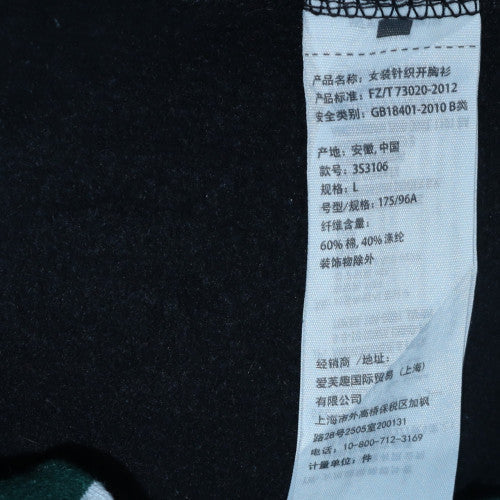 产品名称: 女装针织开胸衫
产品标准: FZ/T 73020-2012
安全类别: GB18401-2010 B类
产地: 安徽, 中国
款号: 3S3106
规格: L
号型/规格: 175/96A
纤维含量:
60% 棉, 40% 涤纶
装饰物除外
经销商 /地址:
爱芙趣国际贸易 (上海)
有限公司
上海市外高桥保税区加枫
路28号2505室200131
电话: 10-800-712-3169
计量单位: 件